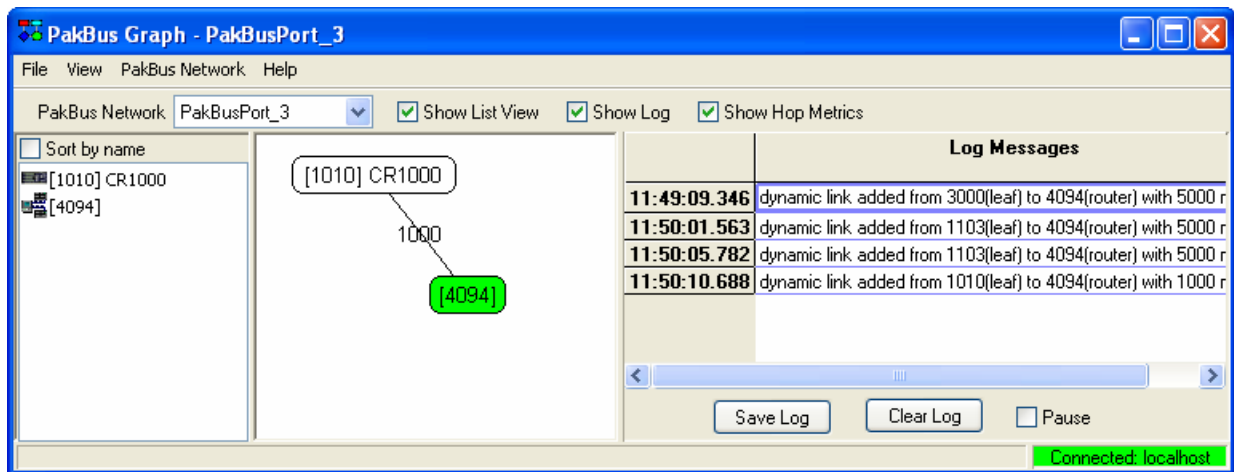 PakBus Graph - PakBusPort_3
File View PakBus Network Help
PakBus Network PakBusPort_3 Show List View Show Log Show Hop Metrics
Sort by name
[1010] CR1000
[4094]
[1010] CR1000
1000
[4094]
Log Messages
11:49:09.346 dynamic link added from 3000(leaf) to 4094(router) with 5000
11:50:01.563 dynamic link added from 1103(leaf) to 4094(router) with 5000
11:50:05.782 dynamic link added from 1103(leaf) to 4094(router) with 5000
11:50:10.688 dynamic link added from 1010(leaf) to 4094(router) with 1000
Save Log Clear Log Pause
Connected: localhost